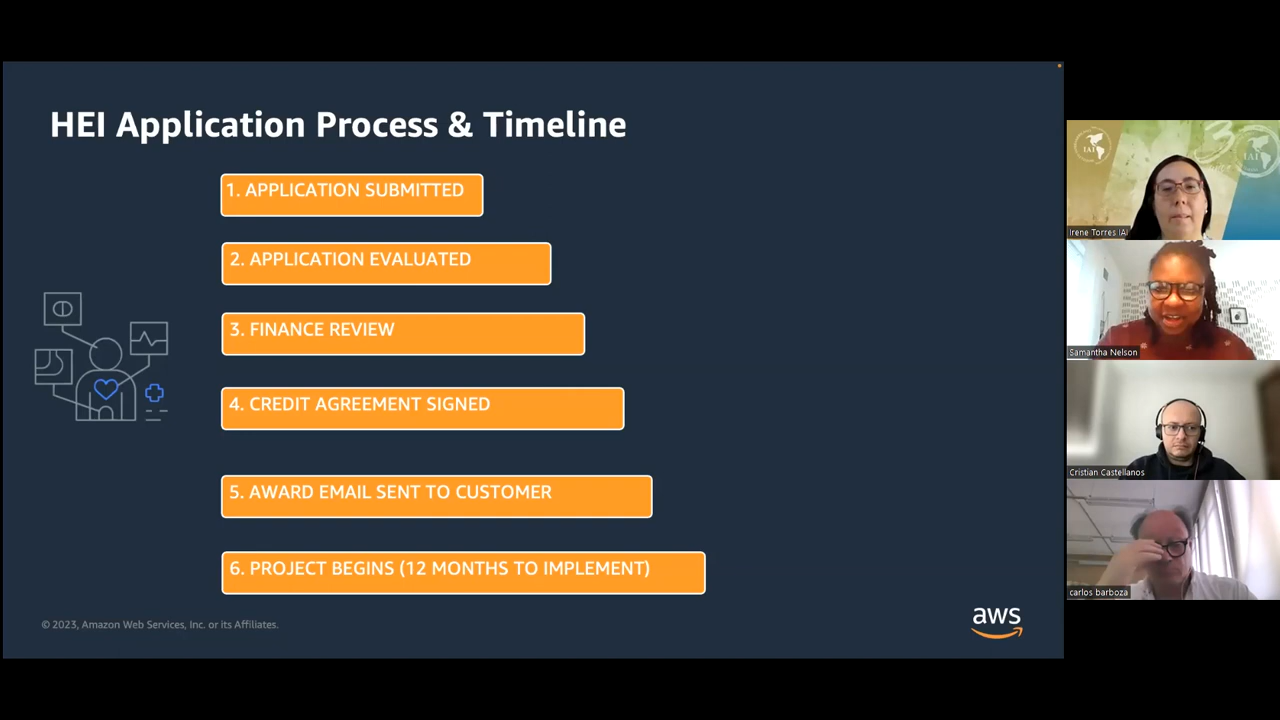 HEI Application Process & Timeline
1. APPLICATION SUBMITTED
2. APPLICATION EVALUATED
3. FINANCE REVIEW
4. CREDIT AGREEMENT SIGNED
5. AWARD EMAIL SENT TO CUSTOMER
6. PROJECT BEGINS (12 MONTHS TO IMPLEMENT)
© 2023, Amazon Web Services, Inc. or its Affiliates.
aws
IAI
IAI
Irene Torres IAI
Samantha Nelson
Cristian Castellanos
carlos barboza